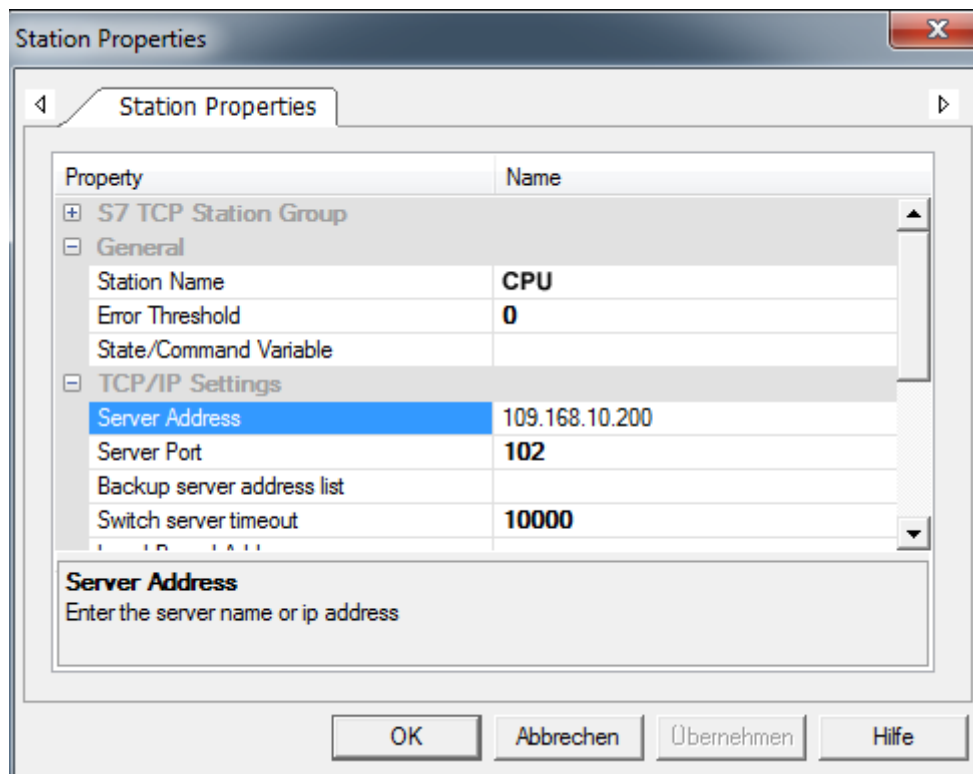 Station Properties
Station Properties
Property Name
S7 TCP Station Group
General
Station Name CPU
Error Threshold 0
State/Command Variable
TCP/IP Settings
Server Address 109.168.10.200
Server Port 102
Backup server address list
Switch server timeout 10000
Server Address
Enter the server name or ip address
OK Abbrechen Übernehmen Hilfe